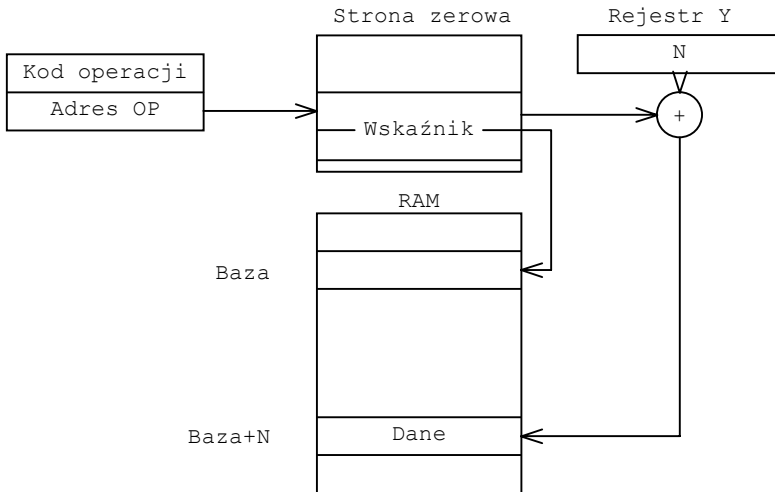 Strona zerowa
Rejestr Y
N
Kod operacji
Adres OP
Wskaźnik
+
RAM
Baza
Baza+N
Dane